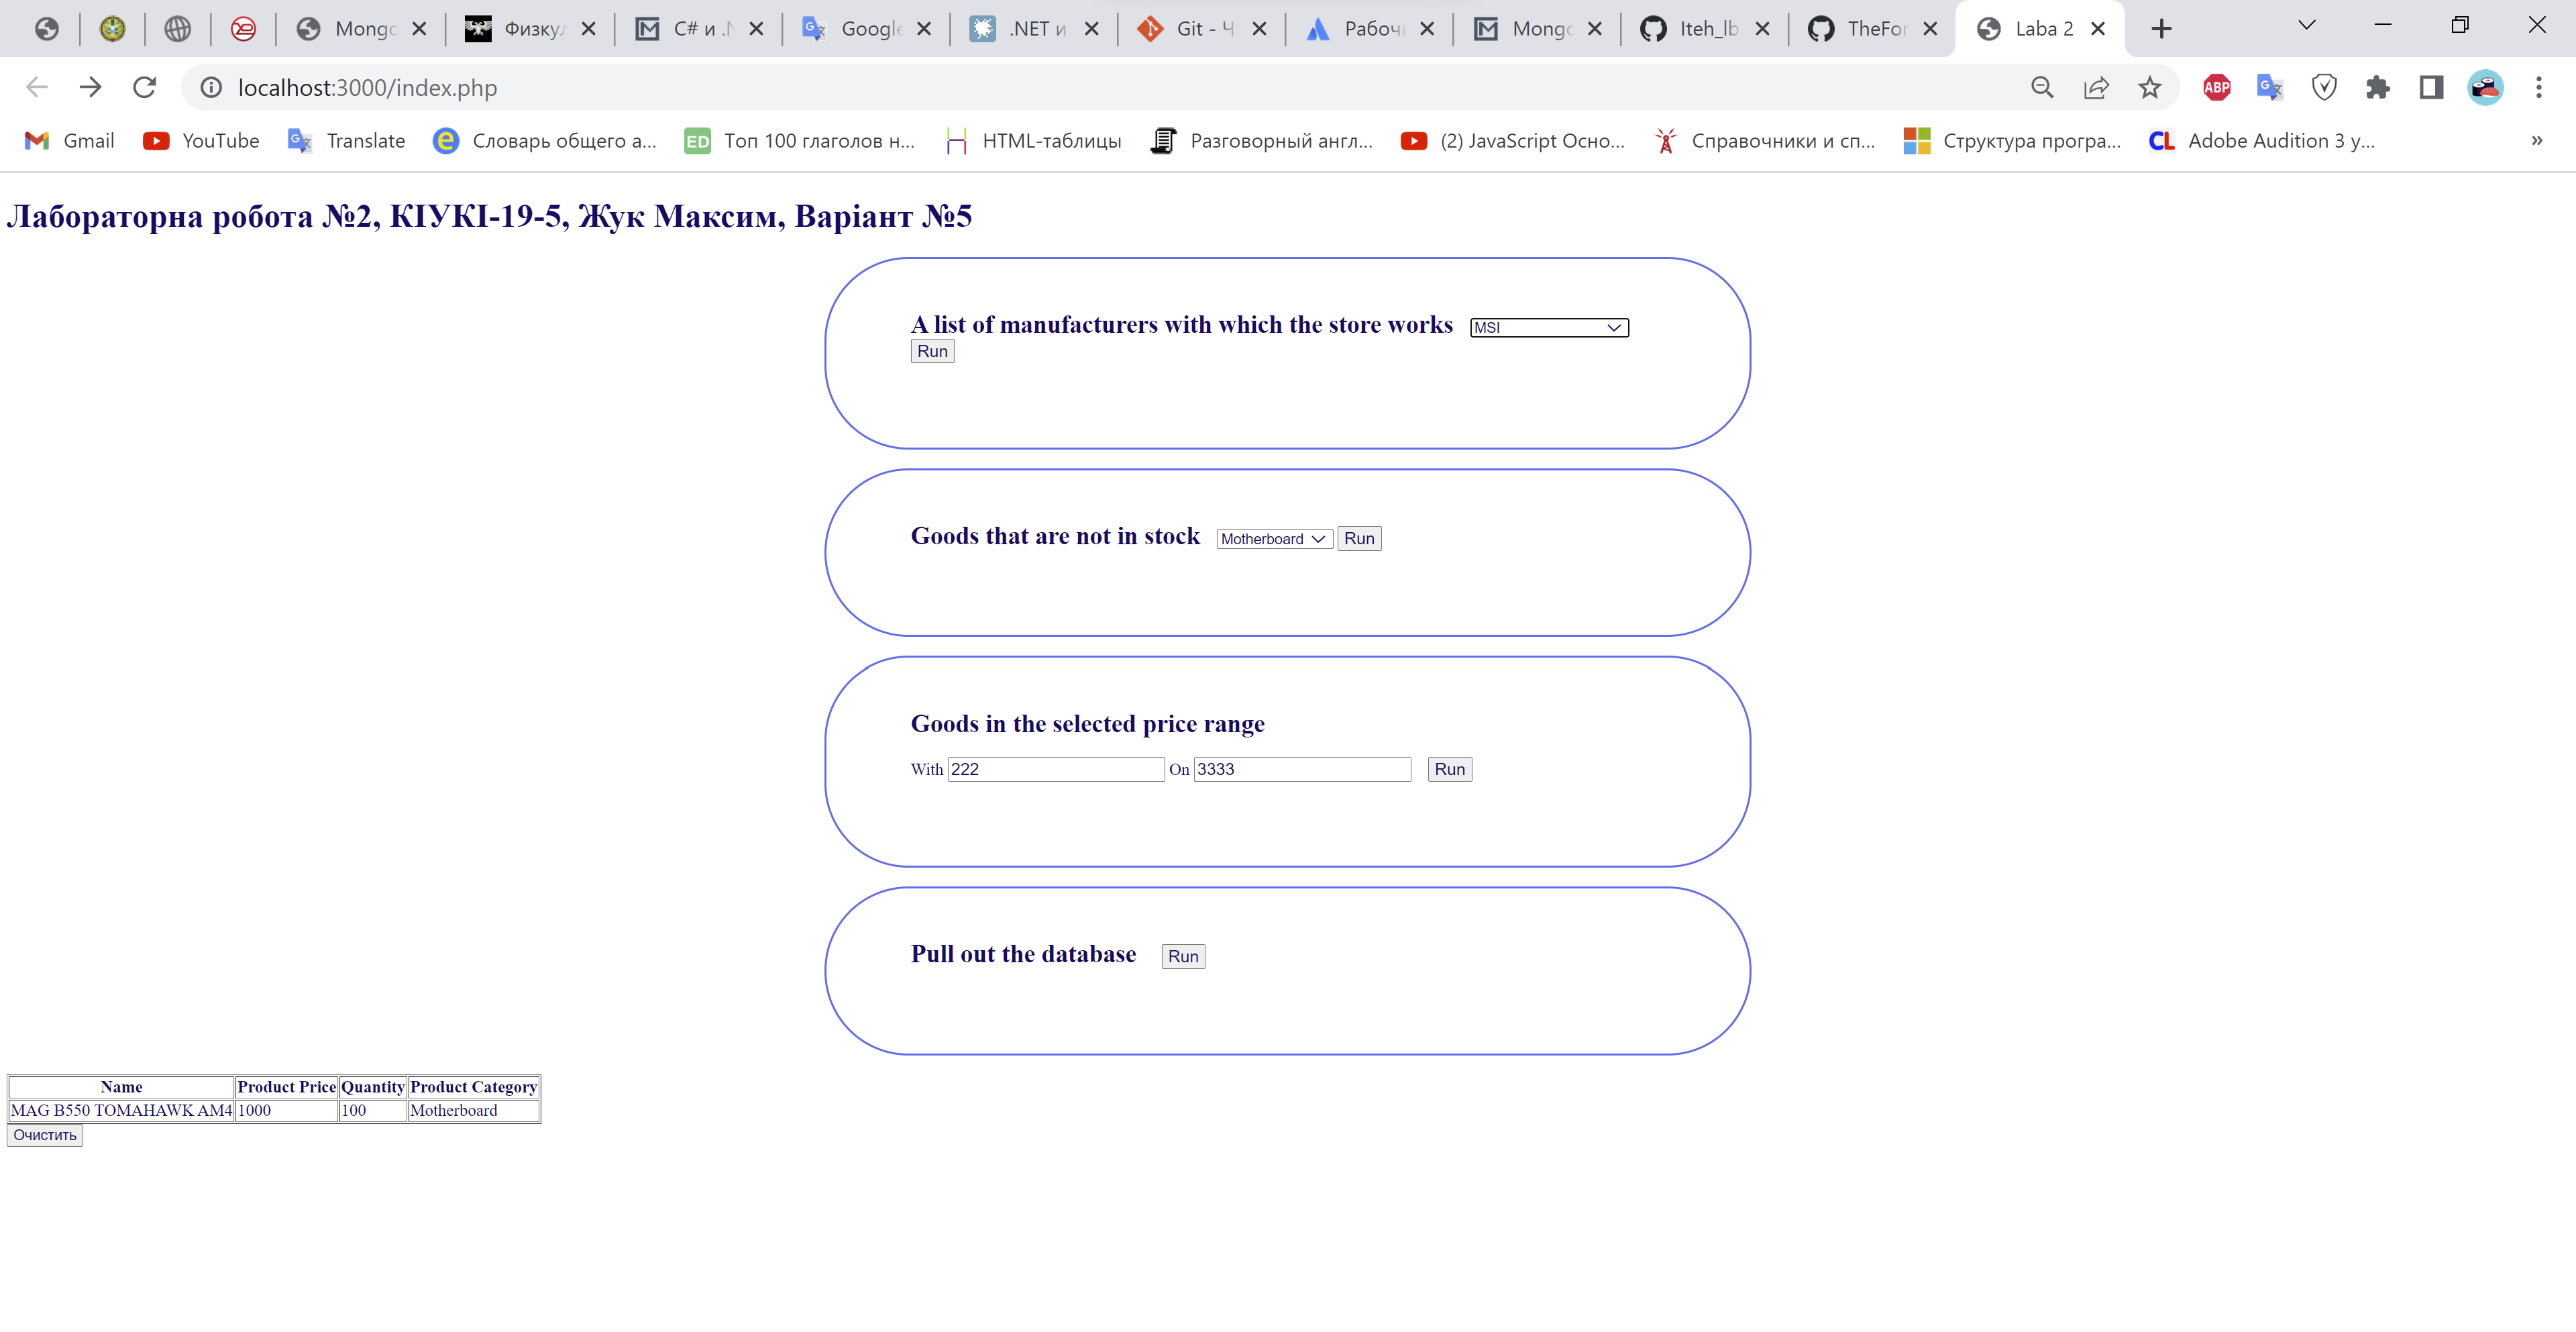 Mongo
Физкул
C# и .N
Google
.NET и
Git - Ч
Рабоч
Mongo
Iteh_lb
TheFor
Laba 2
localhost:3000/index.php
ABP
Gmail
YouTube
Translate
Словарь общего а...
ED
Топ 100 глаголов н...
HTML-таблицы
Разговорный англ...
(2) JavaScript Осно...
Справочники и сп...
Структура програ...
CL
Adobe Audition 3 у...
»
Лабораторна робота №2, КІУКІ-19-5, Жук Максим, Варіант №5
A list of manufacturers with which the store works MSI
Run
Goods that are not in stock Motherboard Run
Goods in the selected price range
With 222 On 3333 Run
Pull out the database Run
Name Product Price Quantity Product Category
MAG B550 TOMAHAWK AM4 1000 100 Motherboard
Очистить